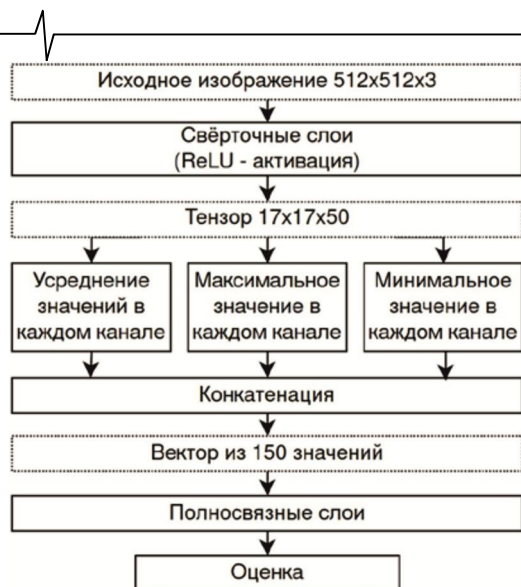 Исходное изображение 512x512x3
Свёрточные слои
(ReLU - активация)
Тензор 17x17x50
Усреднение
значений в
каждом канале
Максимальное
значение в
каждом канале
Минимальное
значение в
каждом канале
Конкатенация
Вектор из 150 значений
Полносвязные слои
Оценка